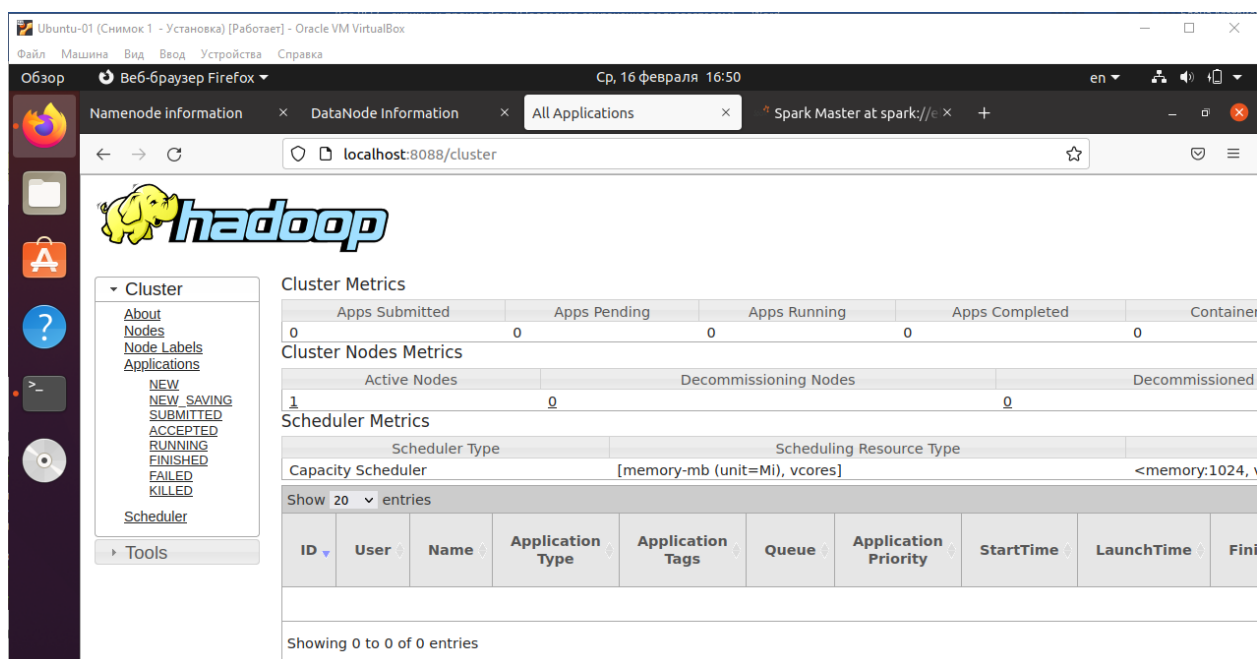 Ubuntu-01 (Снимок 1 - Установка) [Работает] - Oracle VM VirtualBox
Файл Машина Вид Ввод Устройства Справка
Обзор Веб-браузер Firefox Ср, 16 февраля 16:50 en
Namenode information DataNode Information All Applications Spark Master at spark://e
localhost:8088/cluster
hadoop
Cluster
About
Nodes
Node Labels
Applications
NEW
NEW_SAVING
SUBMITTED
ACCEPTED
RUNNING
FINISHED
FAILED
KILLED
Scheduler
Tools
Cluster Metrics
Apps Submitted Apps Pending Apps Running Apps Completed Container
0 0 0 0 0
Cluster Nodes Metrics
Active Nodes Decommissioning Nodes Decommissioned
1 0 0
Scheduler Metrics
Scheduler Type Scheduling Resource Type
Capacity Scheduler [memory-mb (unit=Mi), vcores] <memory:1024, v
Show 20 entries
ID User Name Application Type Application Tags Queue Application Priority StartTime LaunchTime Fini
Showing 0 to 0 of 0 entries